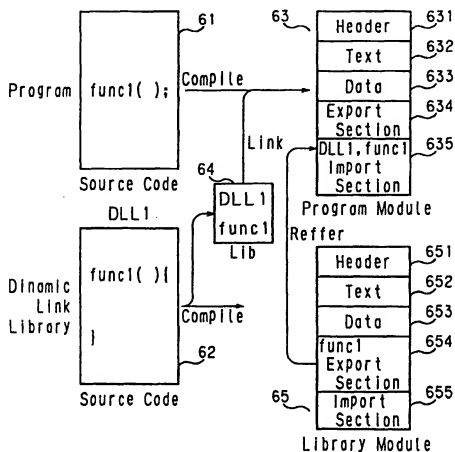 61
Program
func1( );
Source Code
Compile
Link
64
DLL1
func1
Lib
DLL1
Dinamic
Link
Library
func1( ){
}
62
Source Code
Compile
63
Header
631
Text
632
Data
633
Export
Section
634
DLL1,func1
Import
Section
635
Program Module
Reffer
Header
651
Text
652
Data
653
func1
Export
Section
654
65
Import
Section
655
Library Module